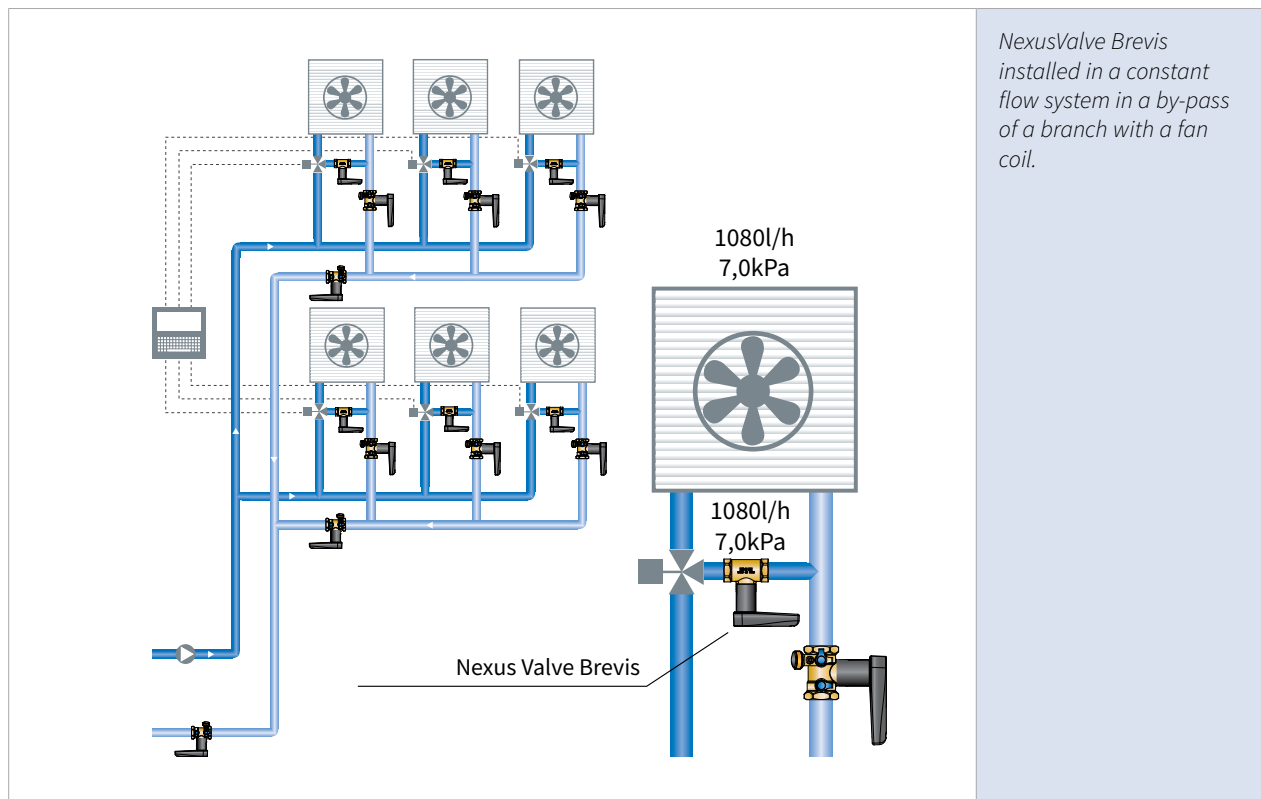 NexusValve Brevis
installed in a constant
flow system in a by-pass
of a branch with a fan
coil.
1080l/h
7,0kPa
1080l/h
7,0kPa
Nexus Valve Brevis